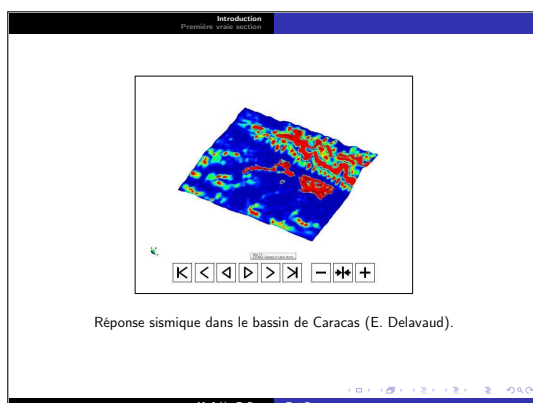 Introduction
Première vraie section
Réponse sismique dans le bassin de Caracas (E. Delavaud).